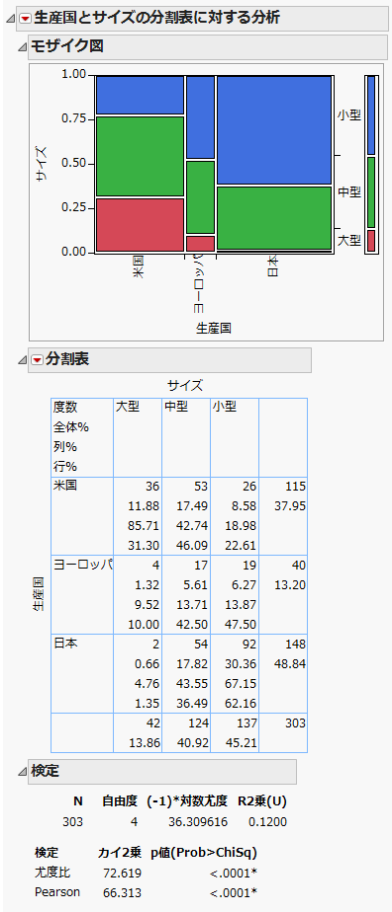 生産国とサイズの分割表に対する分析
モザイク図
1.00
0.75
0.50
0.25
0.00
サイズ
小型
中型
大型
米国
ヨーロッパ
日本
生産国
分割表
サイズ
度数 大型 中型 小型
全体%
列%
行%
米国 36 53 26 115
11.88 17.49 8.58 37.95
85.71 42.74 18.98
31.30 46.09 22.61
ヨーロッパ 4 17 19 40
1.32 5.61 6.27 13.20
9.52 13.71 13.87
10.00 42.50 47.50
生産国
日本 2 54 92 148
0.66 17.82 30.36 48.84
4.76 43.55 67.15
1.35 36.49 62.16
42 124 137 303
13.86 40.92 45.21
検定
N 自由度 (-1)*対数尤度 R2乗(U)
303 4 36.309616 0.1200
検定 カイ2乗 p値(Prob>ChiSq)
尤度比 72.619 <.0001*
Pearson 66.313 <.0001*